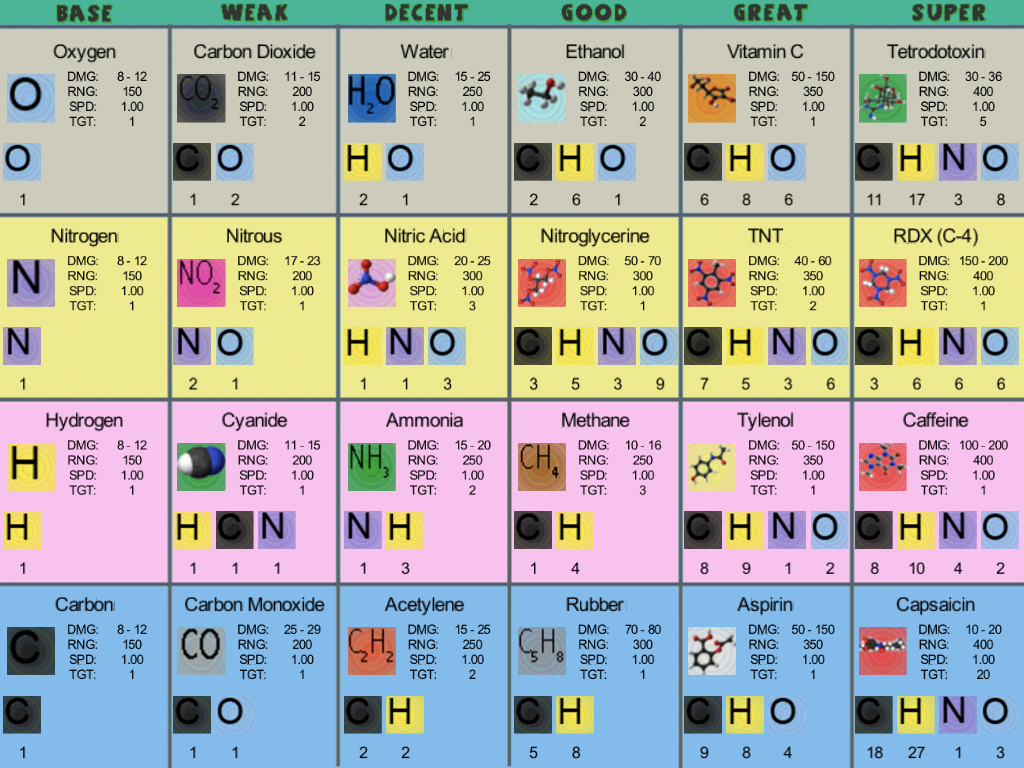 BASE WEAK DECENT GOOD GREAT SUPER
Oxygen Carbon Dioxide Water Ethanol Vitamin C Tetrodotoxin
O DMG: 8 - 12 CO2 DMG: 11 - 15 H2O DMG: 15 - 25 DMG: 30 - 40 DMG: 50 - 150 DMG: 30 - 36
RNG: 150 RNG: 200 RNG: 250 RNG: 300 RNG: 350 RNG: 400
SPD: 1.00 SPD: 1.00 SPD: 1.00 SPD: 1.00 SPD: 1.00 SPD: 1.00
TGT: 1 TGT: 2 TGT: 1 TGT: 2 TGT: 1 TGT: 5
O C O H O C H O C H O C H N O
1 1 2 2 1 2 6 1 6 8 6 11 17 3 8
Nitrogen Nitrous Nitric Acid Nitroglycerine TNT RDX (C-4)
N DMG: 8 - 12 NO2 DMG: 17 - 23 DMG: 20 - 25 DMG: 50 - 70 DMG: 40 - 60 DMG: 150 - 200
RNG: 150 RNG: 200 RNG: 300 RNG: 300 RNG: 350 RNG: 400
SPD: 1.00 SPD: 1.00 SPD: 1.00 SPD: 1.00 SPD: 1.00 SPD: 1.00
TGT: 1 TGT: 1 TGT: 3 TGT: 1 TGT: 2 TGT: 1
N N O H N O C H N O C H N O C H N O
1 2 1 1 1 3 3 5 3 9 7 5 3 6 3 6 6 6
Hydrogen Cyanide Ammonia Methane Tylenol Caffeine
H DMG: 8 - 12 DMG: 11 - 15 NH3 DMG: 15 - 20 CH4 DMG: 10 - 16 DMG: 50 - 150 DMG: 100 - 200
RNG: 150 RNG: 200 RNG: 250 RNG: 250 RNG: 350 RNG: 400
SPD: 1.00 SPD: 1.00 SPD: 1.00 SPD: 1.00 SPD: 1.00 SPD: 1.00
TGT: 1 TGT: 1 TGT: 2 TGT: 3 TGT: 1 TGT: 1
H H C N N H C H C H N O C H N O
1 1 1 1 1 3 1 4 8 9 1 2 8 10 4 2
Carbon Carbon Monoxide Acetylene Rubber Aspirin Capsaicin
C DMG: 8 - 12 CO DMG: 25 - 29 C2H2 DMG: 15 - 25 C5H8 DMG: 70 - 80 DMG: 50 - 150 DMG: 10 - 20
RNG: 150 RNG: 200 RNG: 250 RNG: 300 RNG: 350 RNG: 400
SPD: 1.00 SPD: 1.00 SPD: 1.00 SPD: 1.00 SPD: 1.00 SPD: 1.00
TGT: 1 TGT: 1 TGT: 2 TGT: 1 TGT: 1 TGT: 20
C C O C H C H C H O C H N O
1 1 1 2 2 5 8 9 8 4 18 27 1 3